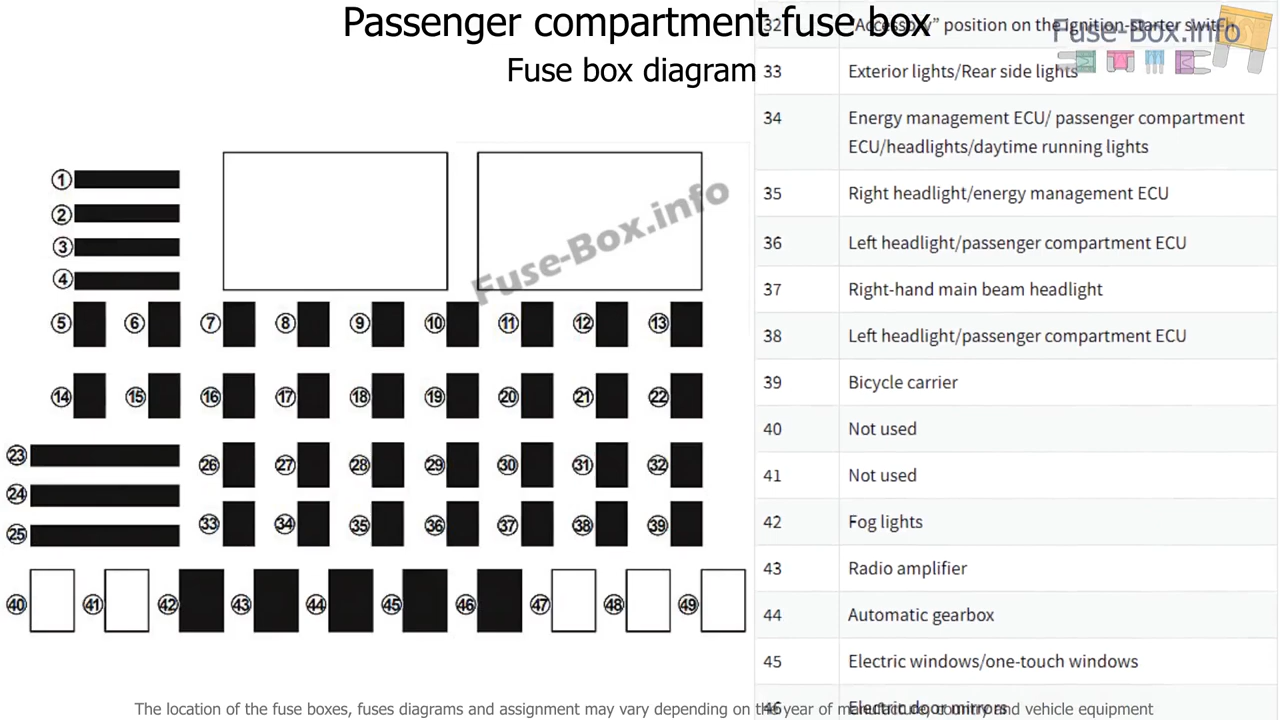 Passenger compartment fuse box
Fuse box diagram
Fuse-Box.info
Fuse-Box.info
① ② ③ ④
⑤ ⑥ ⑦ ⑧ ⑨ ⑩ ⑪ ⑫ ⑬
⑭ ⑮ ⑯ ⑰ ⑱ ⑲ ⑳ ㉑ ㉒
㉓ ㉔ ㉕
㉖ ㉗ ㉘ ㉙ ㉚ ㉛ ㉜
㉝ ㉞ ㉟ ㊱ ㊲ ㊳ ㊴
㊵ ㊶ ㊷ ㊸ ㊹ ㊺ ㊻ ㊼ ㊽ ㊾
32 "Accessory” position on the ignition-starter switch
33 Exterior lights/Rear side lights
34 Energy management ECU/ passenger compartment
ECU/headlights/daytime running lights
35 Right headlight/energy management ECU
36 Left headlight/passenger compartment ECU
37 Right-hand main beam headlight
38 Left headlight/passenger compartment ECU
39 Bicycle carrier
40 Not used
41 Not used
42 Fog lights
43 Radio amplifier
44 Automatic gearbox
45 Electric windows/one-touch windows
46 Electric door mirrors
The location of the fuse boxes, fuses diagrams and assignment may vary depending on the year of manufacture, country and vehicle equipment